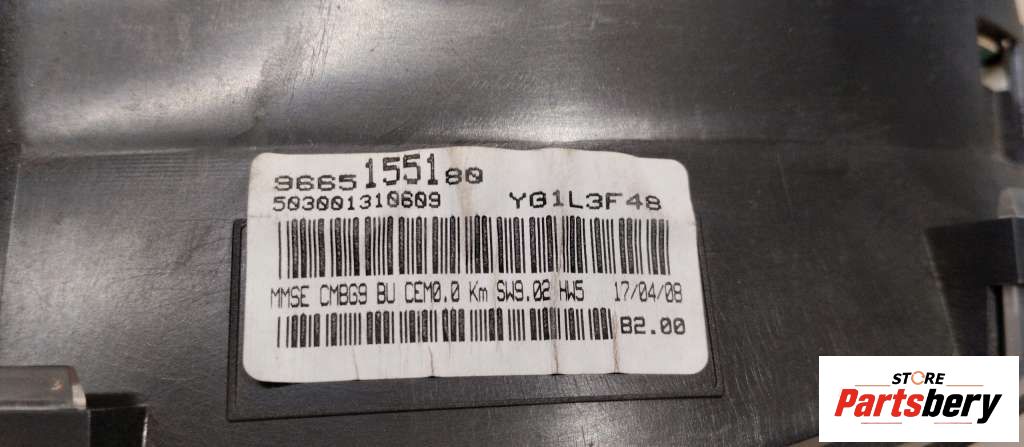 9665155180
503001310609 YG1L3F48
MMSE CMBG9 BU CEM0.0 Km SW9.02 HW5 17/04/08
B2.00
STORE
Partsbery